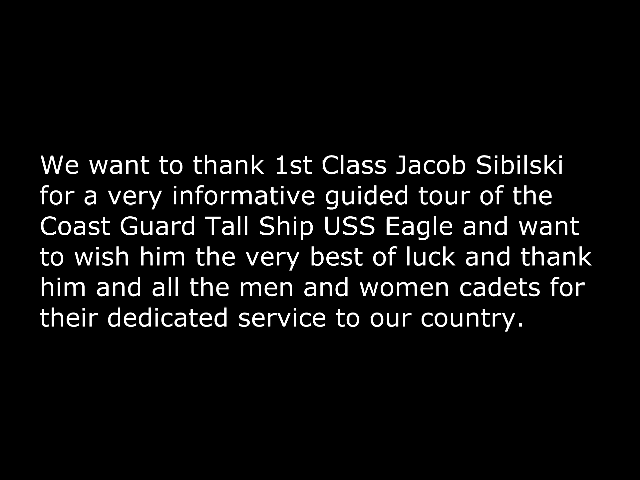 We want to thank 1st Class Jacob Sibilski
for a very informative guided tour of the
Coast Guard Tall Ship USS Eagle and want
to wish him the very best of luck and thank
him and all the men and women cadets for
their dedicated service to our country.